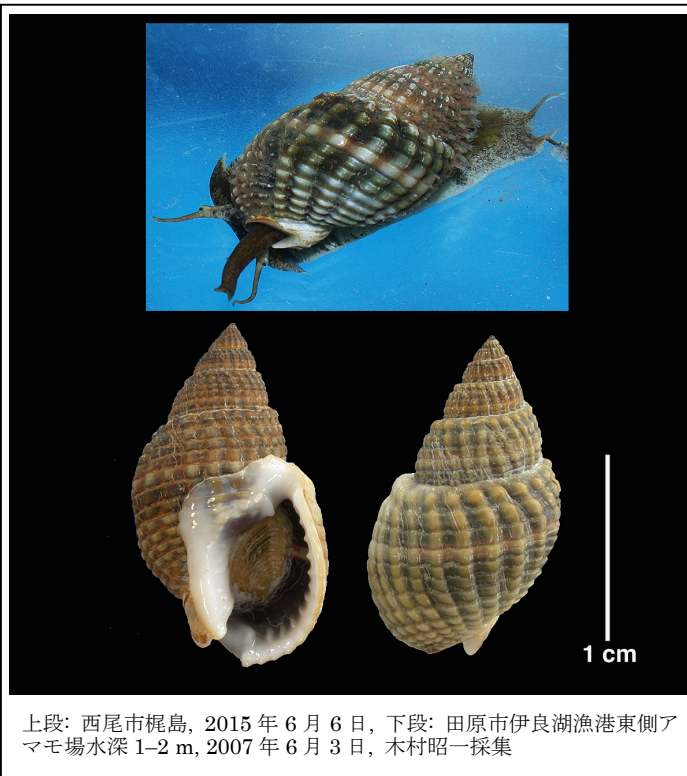 1 cm
上段: 西尾市梶島, 2015 年 6 月 6 日, 下段: 田原市伊良湖漁港東側ア
マモ場水深 1–2 m, 2007 年 6 月 3 日, 木村昭一採集